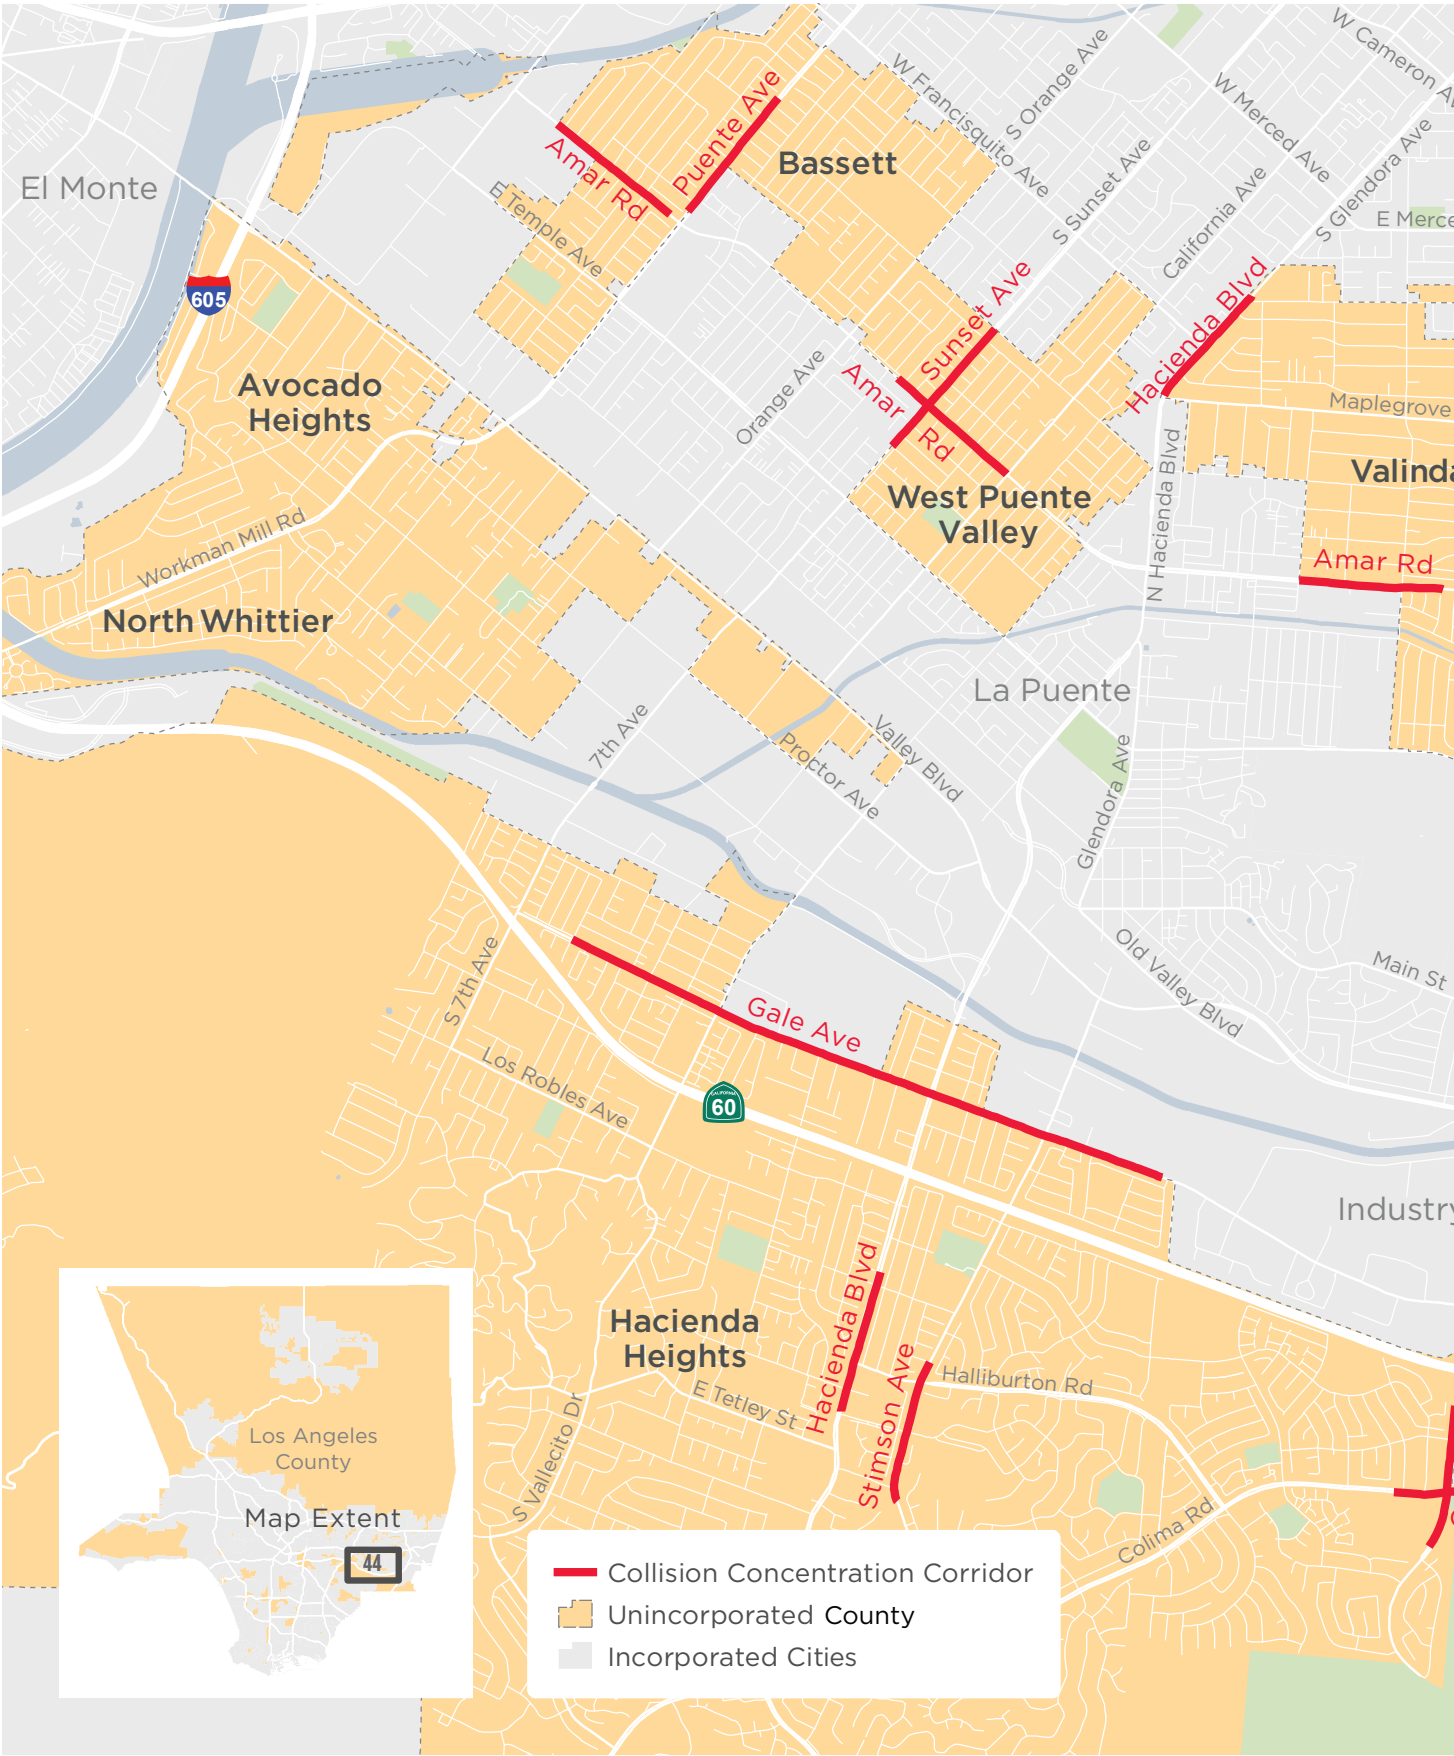 W Cameron A
W Francisquito Ave
S Orange Ave
W Merced Ave
S Glendora Ave
Puente Ave
Amar Rd
Bassett
El Monte
E Temple Ave
S Sunset Ave
California Ave
E Merce
605
Sunset Ave
Hacienda Blvd
Avocado
Heights
Orange Ave
Amar
Rd
Maplegrove
N Hacienda Blvd
Valinda
West Puente
Valley
Workman Mill Rd
Amar Rd
North Whittier
La Puente
7th Ave
Proctor Ave
Valley Blvd
Glendora Ave
S 7th Ave
Old Valley Blvd
Main St
Gale Ave
Los Robles Ave
CALIFORNIA
60
Industry
Hacienda
Heights
Hacienda Blvd
Stimson Ave
Halliburton Rd
E Tetley St
S Vallecito Dr
Colima Rd
Los Angeles
County
Map Extent
44
Collision Concentration Corridor
Unincorporated County
Incorporated Cities